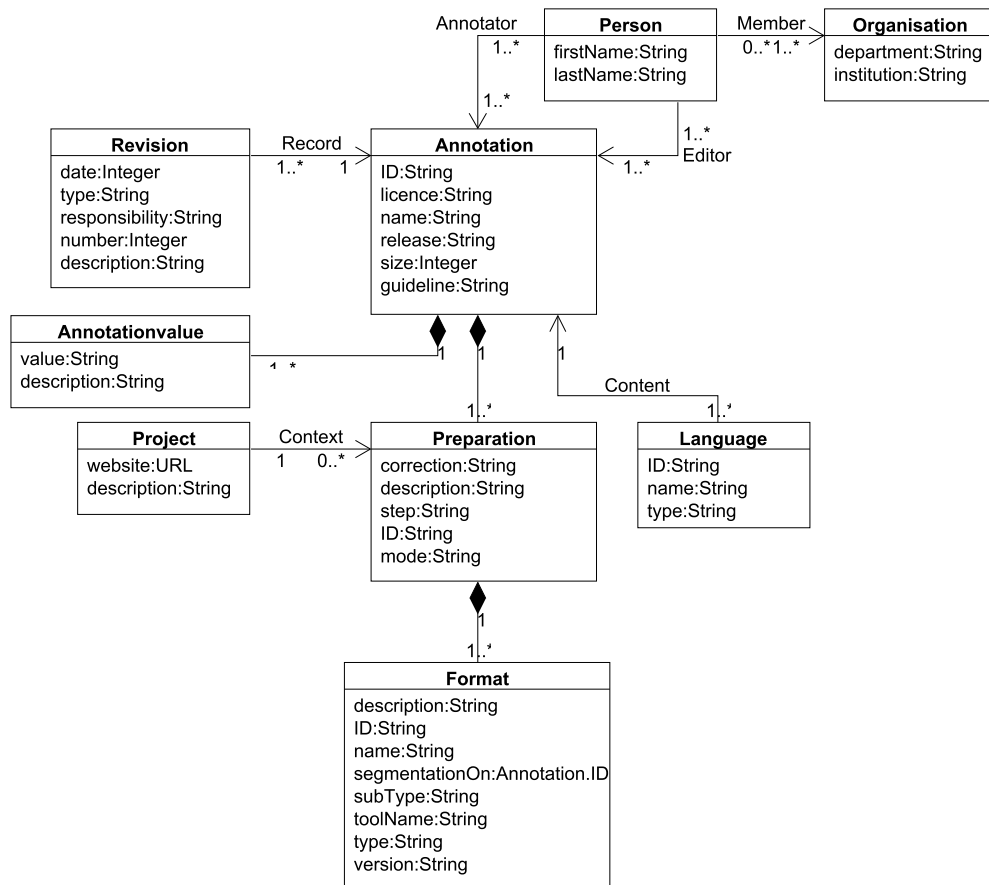 Annotator
Person
Member
Organisation
1..*
firstName:String
lastName:String
0..*
1..*
department:String
institution:String
1..*
1..*
Editor
1..*
Revision
Record
Annotation
date:Integer
type:String
responsibility:String
number:Integer
description:String
1..*
1
ID:String
licence:String
name:String
release:String
size:Integer
guideline:String
Annotationvalue
value:String
description:String
1..*
1
1
1
Content
1..*
1..*
Project
Context
Preparation
Language
website:URL
description:String
1
0..*
correction:String
description:String
step:String
ID:String
mode:String
ID:String
name:String
type:String
1
1..*
Format
description:String
ID:String
name:String
segmentationOn:Annotation.ID
subType:String
toolName:String
type:String
version:String